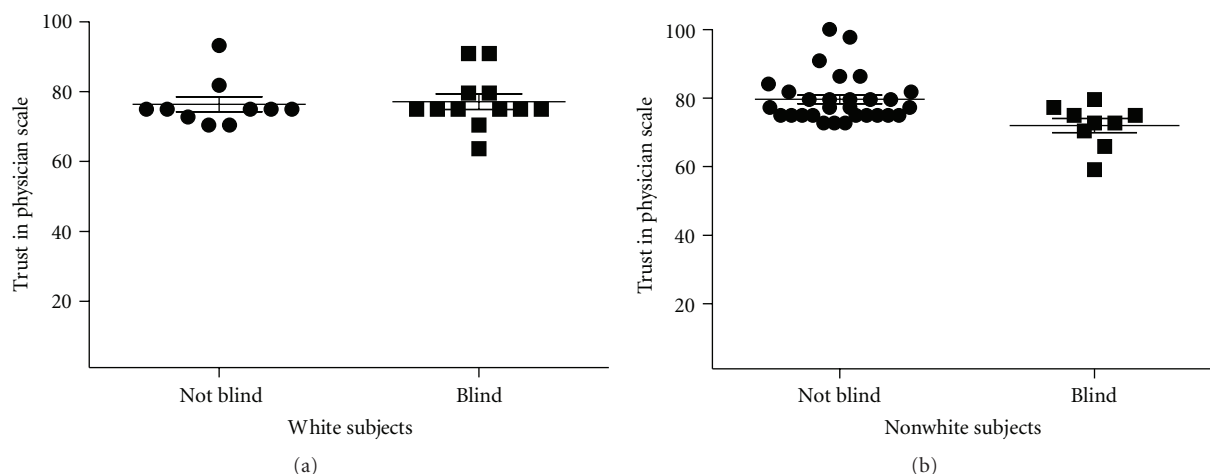 100
80
60
40
20
Trust in physician scale
Not blind
Blind
White subjects
(a)
100
80
60
40
20
Trust in physician scale
Not blind
Blind
Nonwhite subjects
(b)